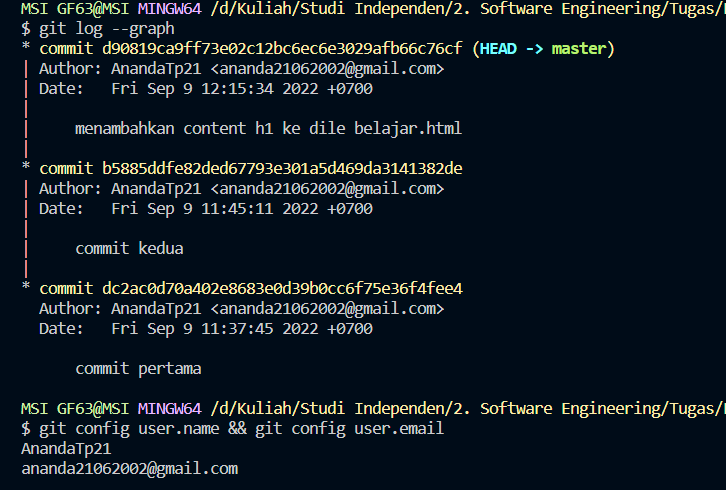 MSI GF63@MSI MINGW64 /d/Kuliah/Studi Independen/2. Software Engineering/Tugas/
$ git log --graph
* commit d90819ca9ff73e02c12bc6ec6e3029afb66c76cf (HEAD -> master)
| Author: AnandaTp21 <ananda21062002@gmail.com>
| Date:   Fri Sep 9 12:15:34 2022 +0700
|
|     menambahkan content h1 ke dile belajar.html
|
* commit b5885ddfe82ded67793e301a5d469da3141382de
| Author: AnandaTp21 <ananda21062002@gmail.com>
| Date:   Fri Sep 9 11:45:11 2022 +0700
|
|     commit kedua
|
* commit dc2ac0d70a402e8683e0d39b0cc6f75e36f4fee4
  Author: AnandaTp21 <ananda21062002@gmail.com>
  Date:   Fri Sep 9 11:37:45 2022 +0700

      commit pertama

MSI GF63@MSI MINGW64 /d/Kuliah/Studi Independen/2. Software Engineering/Tugas/
$ git config user.name && git config user.email
AnandaTp21
ananda21062002@gmail.com